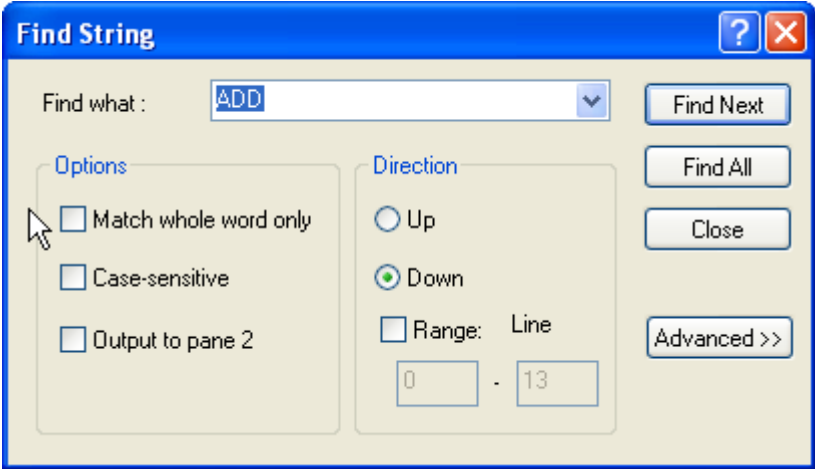 Find String
Find what :
ADD
Find Next
Find All
Close
Advanced >>
Options
Match whole word only
Case-sensitive
Output to pane 2
Direction
Up
Down
Range: Line
0 - 13